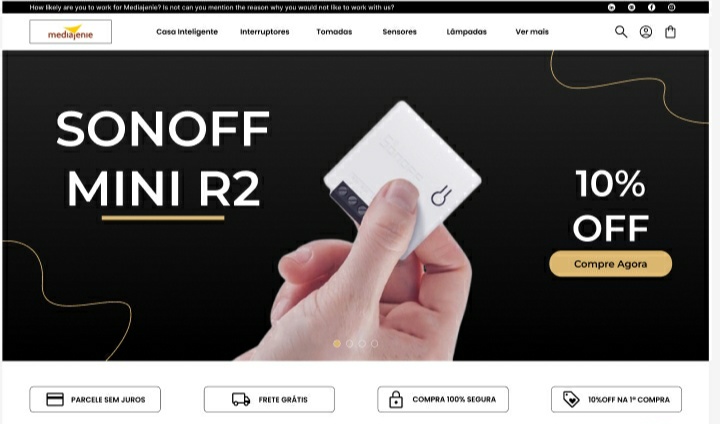 How likely are you to work for Mediajenie? Is not can you mention the reason why you would not like to work with us?
mediajenie
Casa Inteligente Interruptores Tomadas Sensores Lâmpadas Ver mais
SONOFF
MINI R2
10%
OFF
Compre Agora
PARCELE SEM JUROS FRETE GRÁTIS COMPRA 100% SEGURA 10%OFF NA 1ª COMPRA